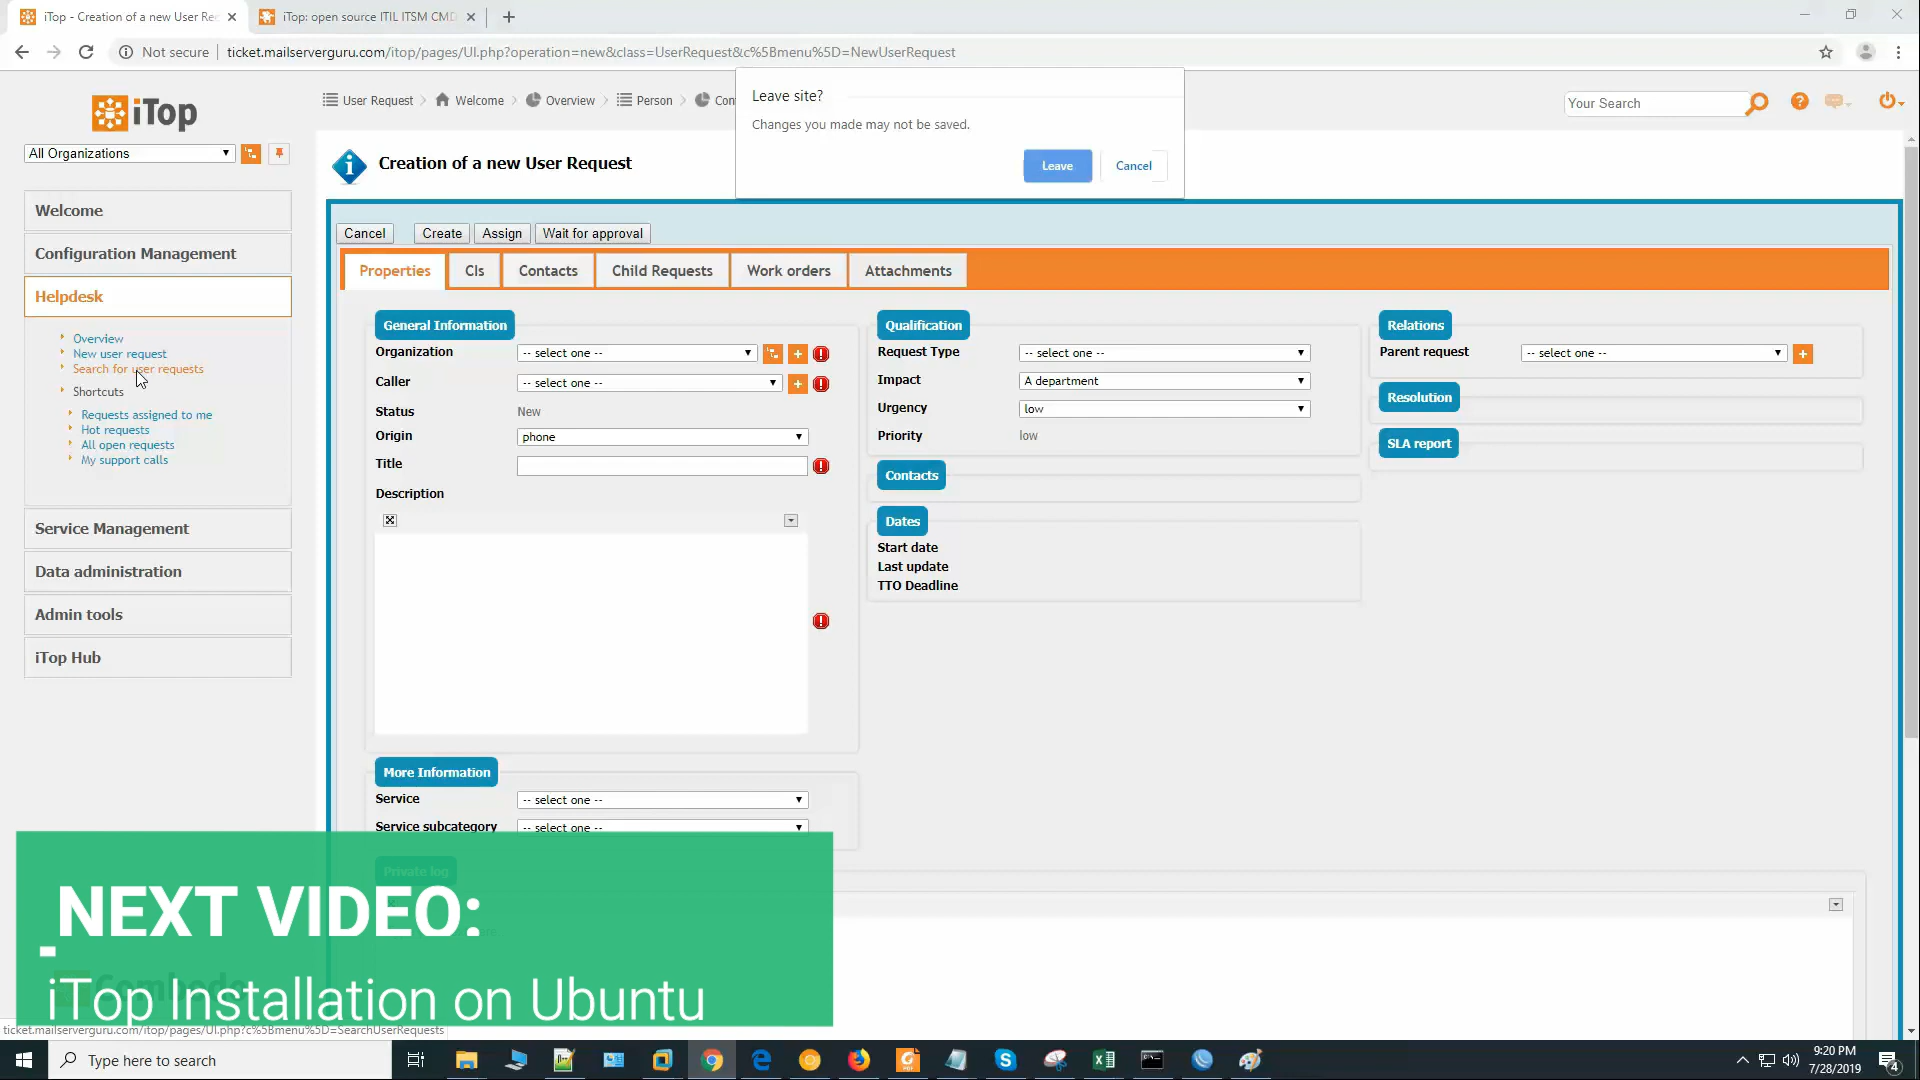 iTop - Creation of a new User Re
iTop: open source ITIL ITSM CMD
Not secure
ticket.mailserverguru.com/itop/pages/UI.php?operation=new&class=UserRequest&c%5Bmenu%5D=NewUserRequest
Leave site?
Changes you made may not be saved.
Leave
Cancel
iTop
User Request
Welcome
Overview
Person
Con
Your Search
All Organizations
Creation of a new User Request
Welcome
Configuration Management
Helpdesk
Overview
New user request
Search for user requests
Shortcuts
Requests assigned to me
Hot requests
All open requests
My support calls
Service Management
Data administration
Admin tools
iTop Hub
Cancel
Create
Assign
Wait for approval
Properties
CIs
Contacts
Child Requests
Work orders
Attachments
General Information
Organization
-- select one --
Caller
-- select one --
Status
New
Origin
phone
Title
Description
More Information
Service
-- select one --
Service subcategory
-- select one --
Private log
Qualification
Request Type
-- select one --
Impact
A department
Urgency
low
Priority
low
Contacts
Dates
Start date
Last update
TTO Deadline
Relations
Parent request
-- select one --
Resolution
SLA report
NEXT VIDEO:
iTop Installation on Ubuntu
Combodo
ticket.mailserverguru.com/itop/pages/UI.php?c%5Bmenu%5D=SearchUserRequests
Type here to search
9:20 PM
7/28/2019
4